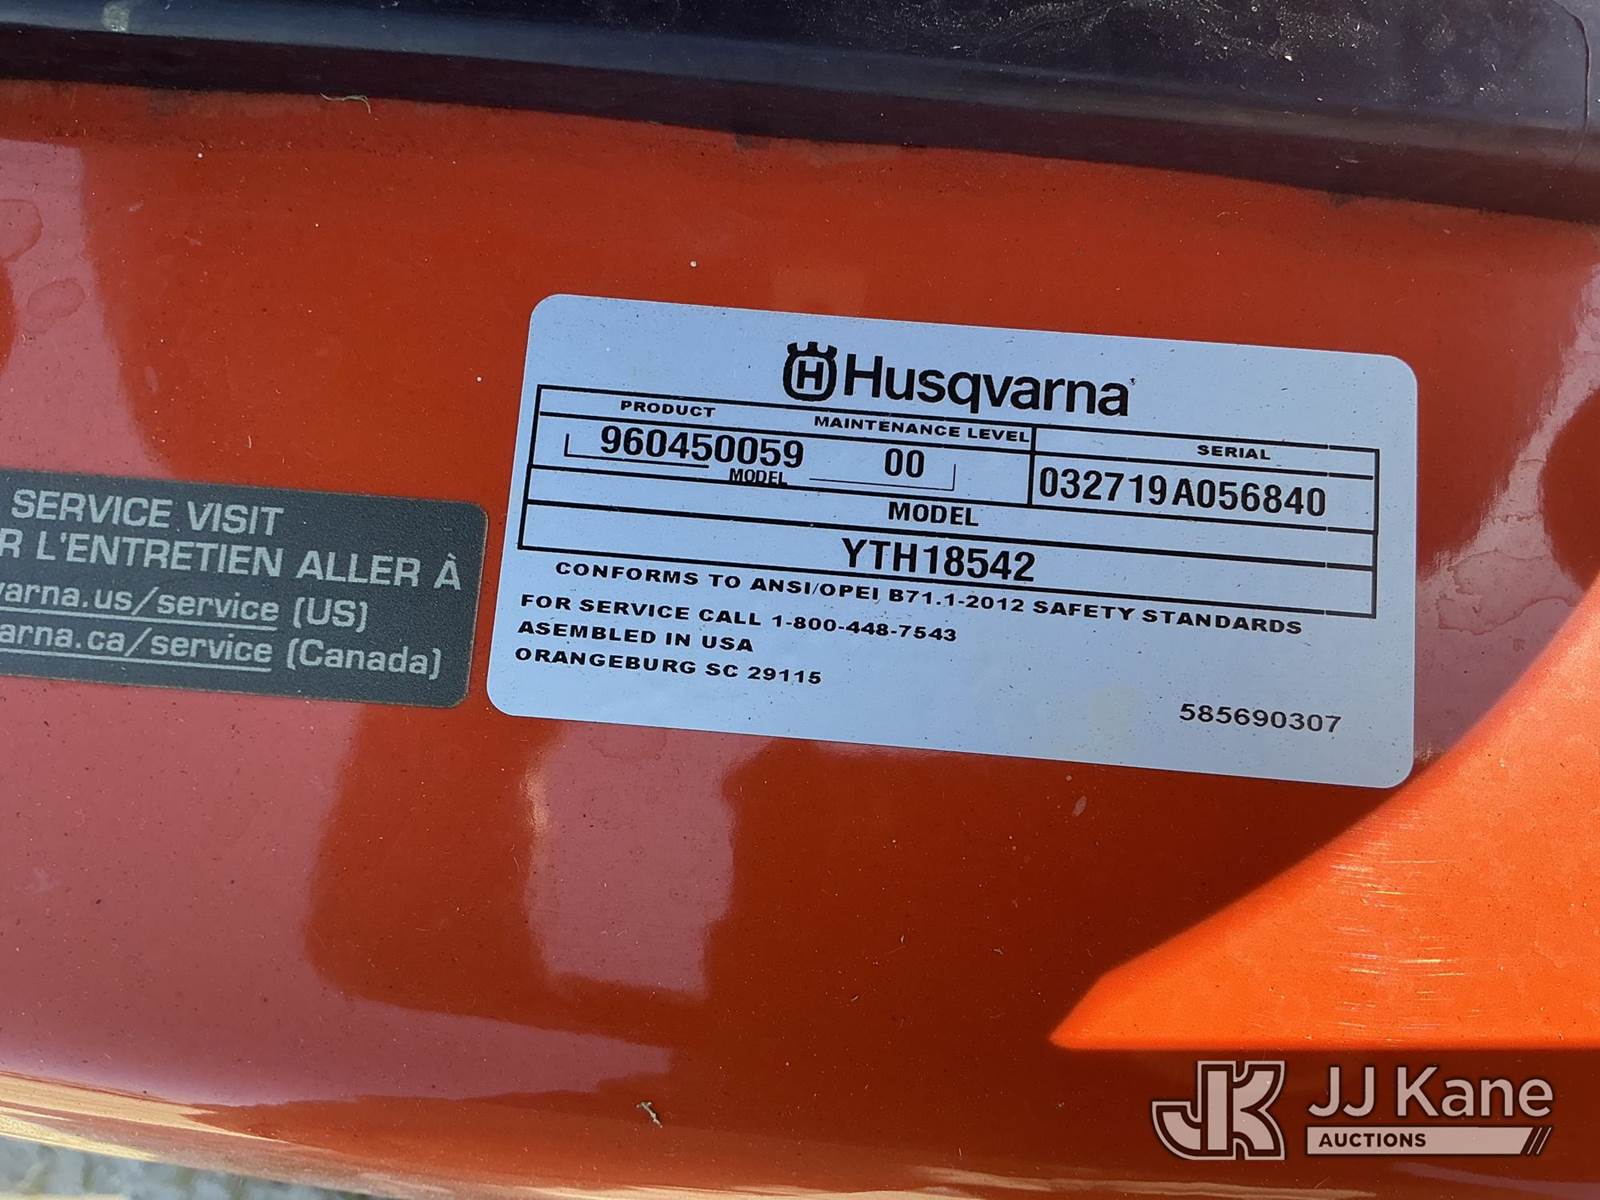 SERVICE VISIT
R L'ENTRETIEN ALLER À
varna.us/service (US)
arna.ca/service (Canada)
H Husqvarna
PRODUCT MAINTENANCE LEVEL SERIAL
960450059 00 032719A056840
MODEL
MODEL
YTH18542
CONFORMS TO ANSI/OPEI B71.1-2012 SAFETY STANDARDS
FOR SERVICE CALL 1-800-448-7543
ASEMBLED IN USA
ORANGEBURG SC 29115
585690307
JK JJ Kane
AUCTIONS